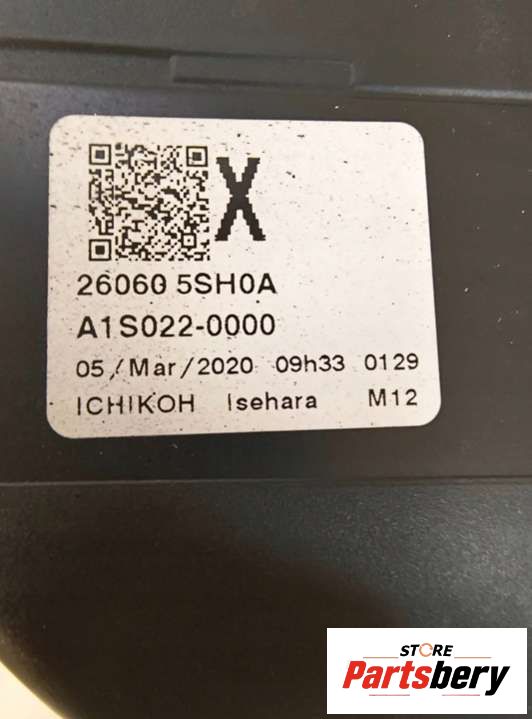 X
26060 5SH0A
A1S022-0000
05/Mar/2020 09h33 0129
ICHIKOH Isehara M12
STORE
Partsbery